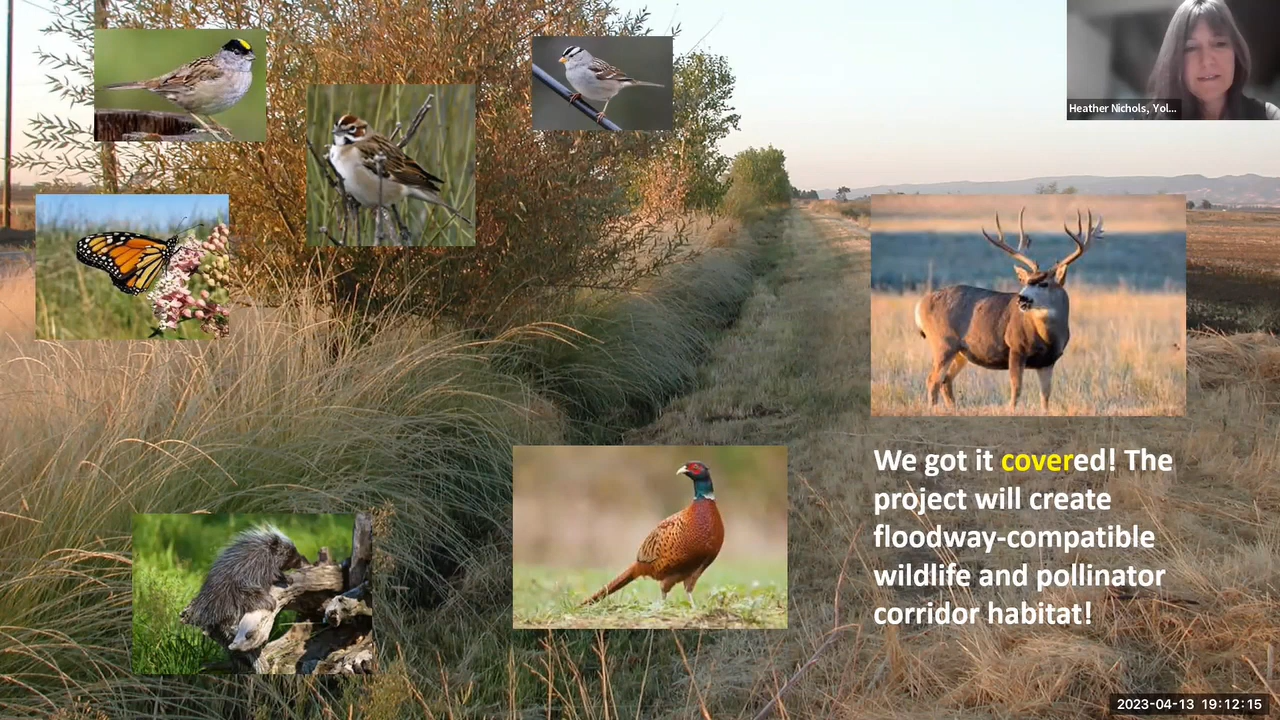 Heather Nichols, Yol...
We got it covered! The
project will create
floodway-compatible
wildlife and pollinator
corridor habitat!
2023-04-13 19:12:15